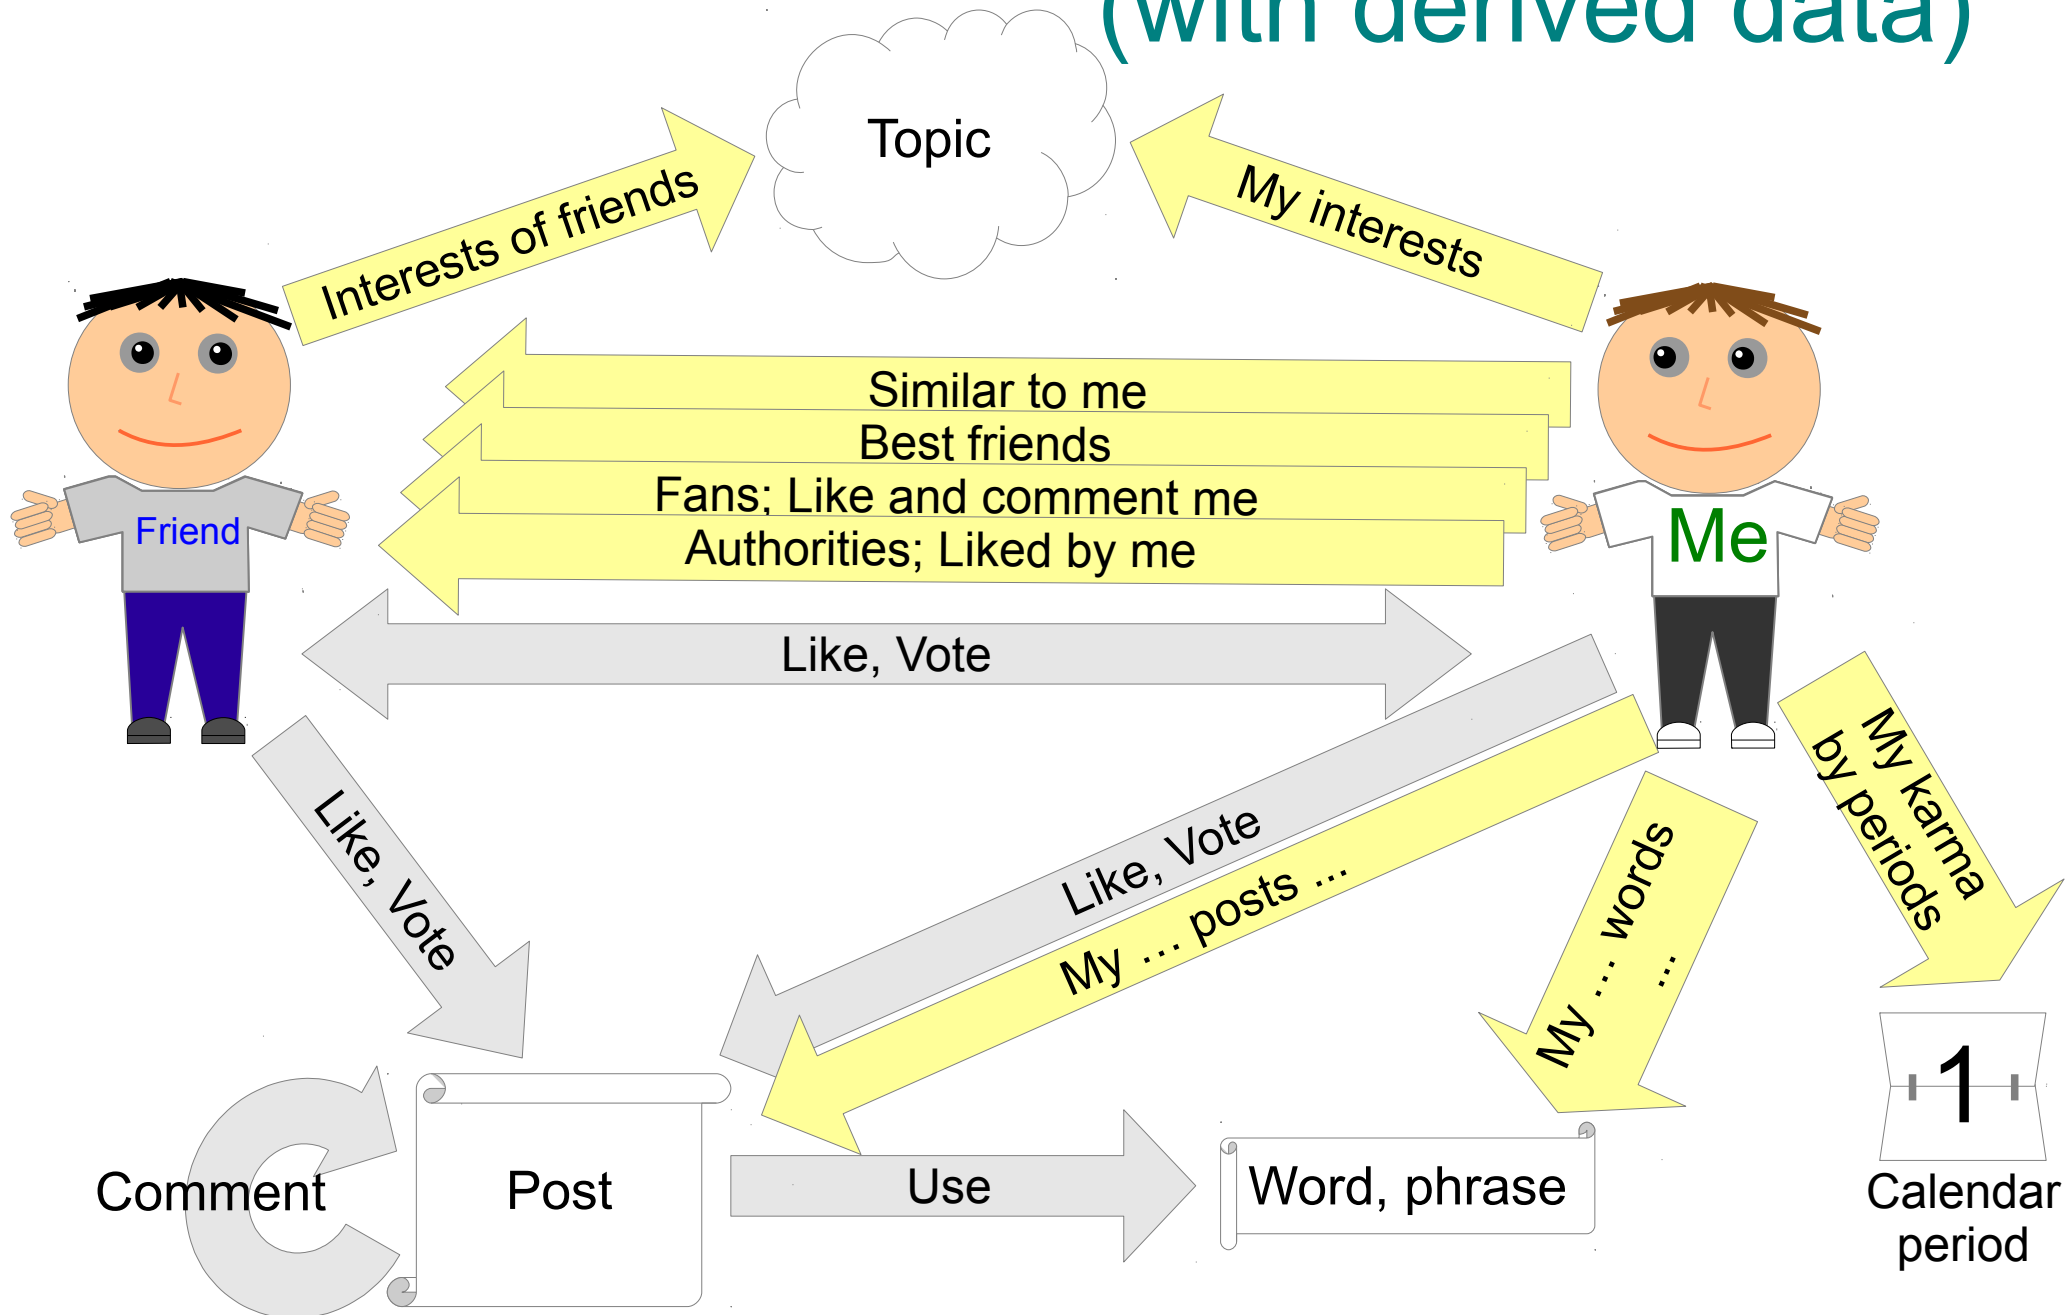 (with derived data)
Topic
Interests of friends
My interests
Similar to me
Best friends
Fans; Like and comment me
Authorities; Liked by me
Friend
Me
Like, Vote
Like, Vote
Like, Vote
My ... posts ...
My ... words
...
My karma
by periods
1
Comment
Post
Use
Word, phrase
Calendar
period